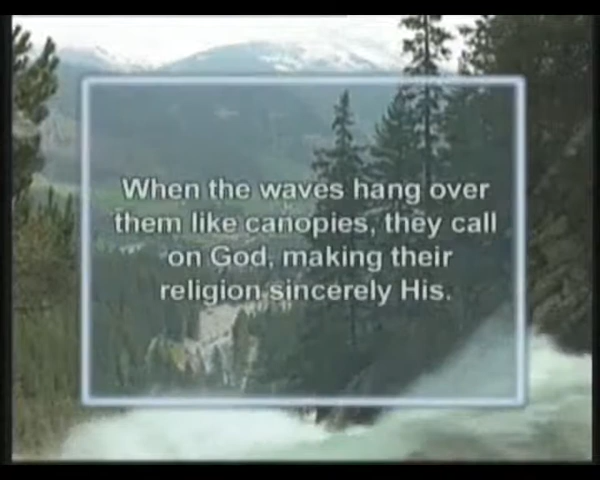 When the waves hang over
them like canopies, they call
on God, making their
religion sincerely His.